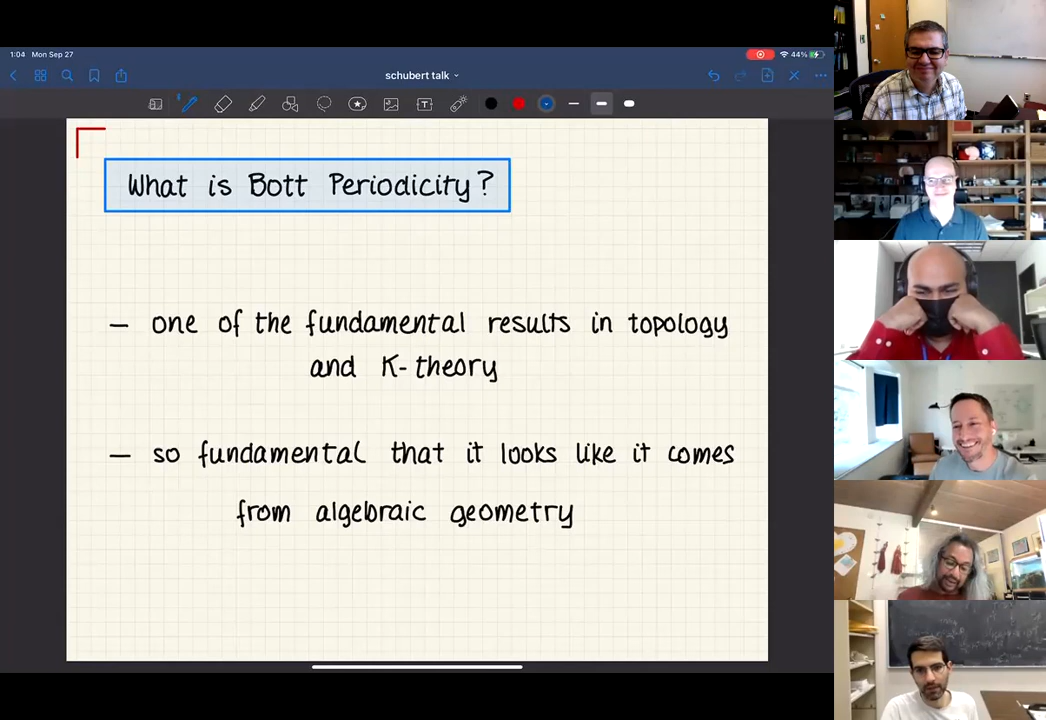 1:04 Mon Sep 27
44%
schubert talk
What is Bott Periodicity?
– one of the fundamental results in topology
and K-theory
– so fundamental that it looks like it comes
from algebraic geometry